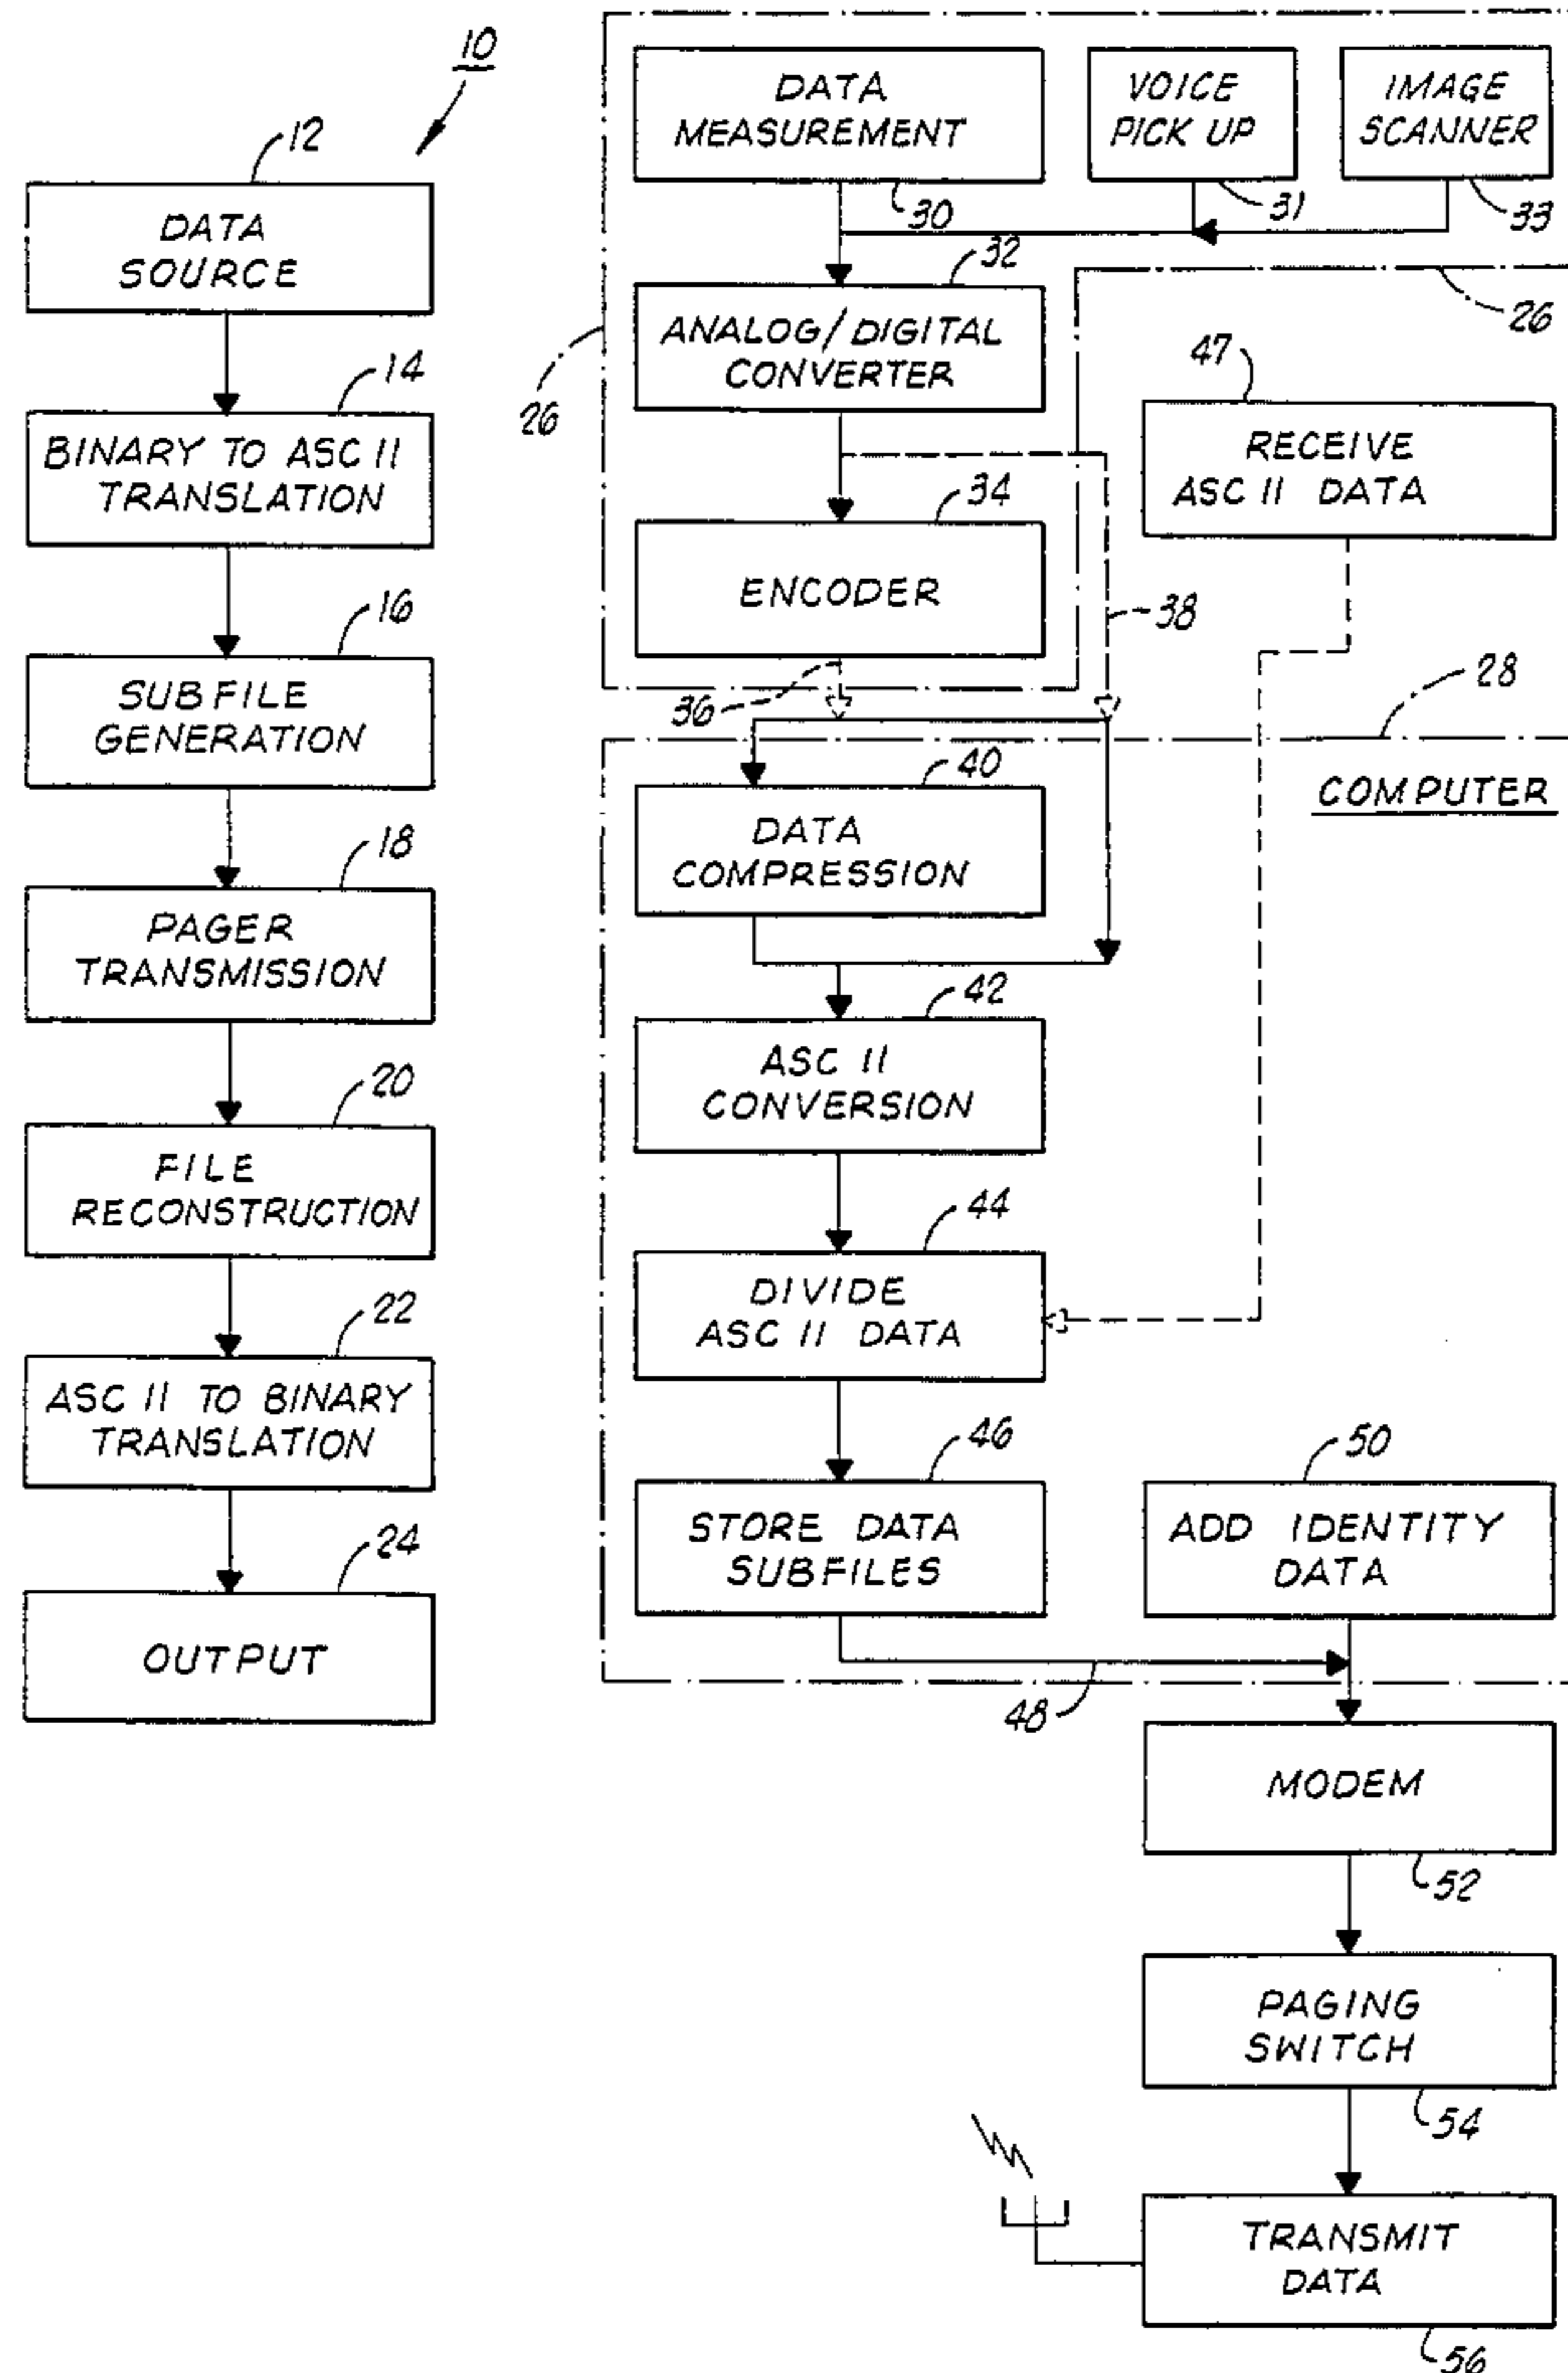 10
12
DATA
SOURCE
14
BINARY TO ASC II
TRANSLATION
16
SUBFILE
GENERATION
18
PAGER
TRANSMISSION
20
FILE
RECONSTRUCTION
22
ASC II TO BINARY
TRANSLATION
24
OUTPUT
DATA
MEASUREMENT
30
VOICE
PICK UP
31
IMAGE
SCANNER
33
32
ANALOG/DIGITAL
CONVERTER
26
26
47
RECEIVE
ASC II DATA
34
ENCODER
38
36
28
COMPUTER
40
DATA
COMPRESSION
42
ASC II
CONVERSION
44
DIVIDE
ASC II DATA
46
STORE DATA
SUBFILES
50
ADD IDENTITY
DATA
48
MODEM
52
PAGING
SWITCH
54
TRANSMIT
DATA
56